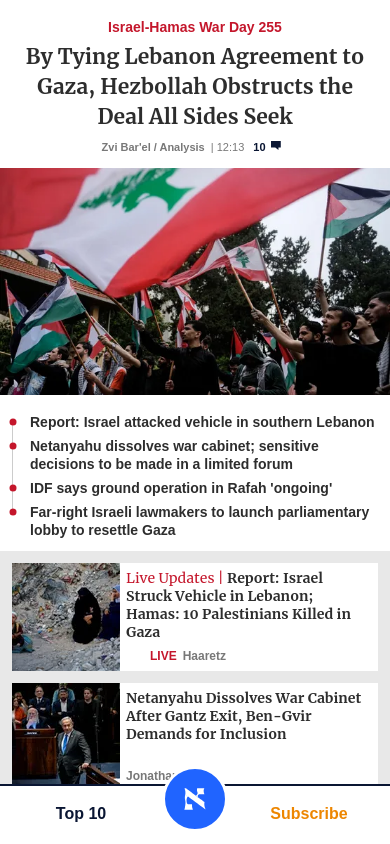 Israel-Hamas War Day 255
By Tying Lebanon Agreement to
Gaza, Hezbollah Obstructs the
Deal All Sides Seek
Zvi Bar'el / Analysis | 12:13 10
Report: Israel attacked vehicle in southern Lebanon
Netanyahu dissolves war cabinet; sensitive
decisions to be made in a limited forum
IDF says ground operation in Rafah 'ongoing'
Far-right Israeli lawmakers to launch parliamentary
lobby to resettle Gaza
Live Updates | Report: Israel
Struck Vehicle in Lebanon;
Hamas: 10 Palestinians Killed in
Gaza
LIVE Haaretz
Netanyahu Dissolves War Cabinet
After Gantz Exit, Ben-Gvir
Demands for Inclusion
Top 10
Subscribe